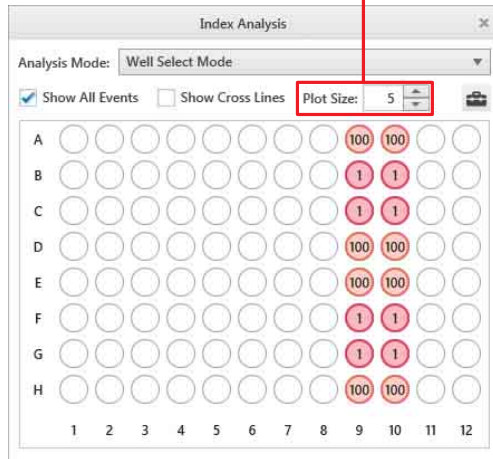 Index Analysis
Analysis Mode: Well Select Mode
Show All Events Show Cross Lines Plot Size: 5
A 100 100
B 1 1
C 1 1
D 100 100
E 100 100
F 1 1
G 1 1
H 100 100
1 2 3 4 5 6 7 8 9 10 11 12